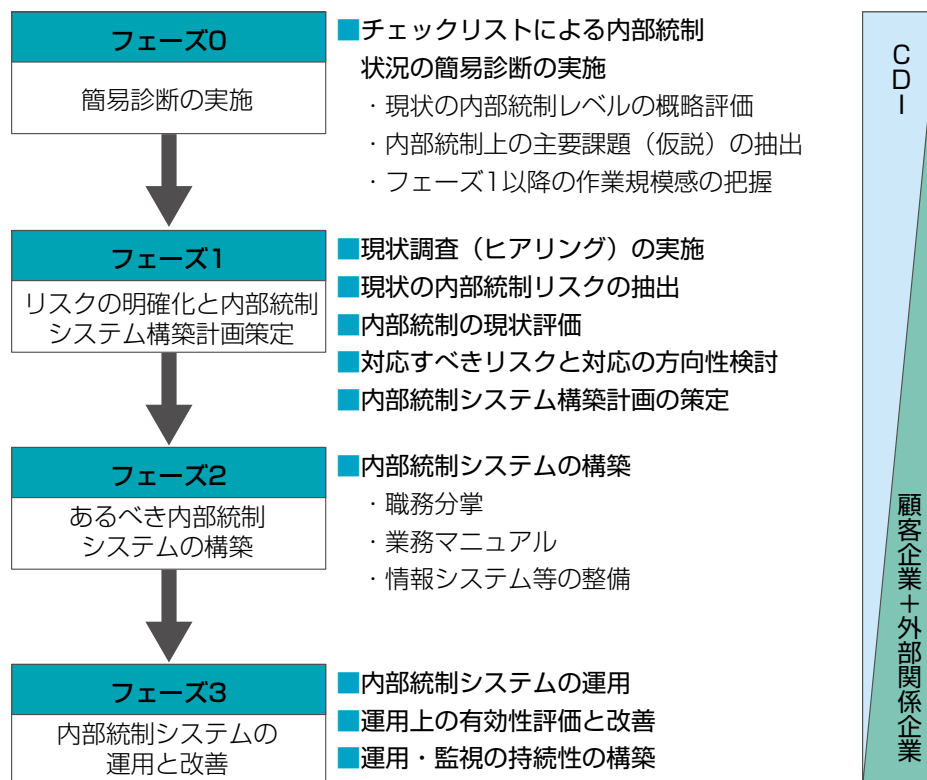 フェーズ0
簡易診断の実施
■チェックリストによる内部統制
状況の簡易診断の実施
・現状の内部統制レベルの概略評価
・内部統制上の主要課題（仮説）の抽出
・フェーズ1以降の作業規模感の把握
フェーズ1
リスクの明確化と内部統制
システム構築計画策定
■現状調査（ヒアリング）の実施
■現状の内部統制リスクの抽出
■内部統制の現状評価
■対応すべきリスクと対応の方向性検討
■内部統制システム構築計画の策定
フェーズ2
あるべき内部統制
システムの構築
■内部統制システムの構築
・職務分掌
・業務マニュアル
・情報システム等の整備
フェーズ3
内部統制システムの
運用と改善
■内部統制システムの運用
■運用上の有効性評価と改善
■運用・監視の持続性の構築
CDI
顧客企業＋外部関係企業